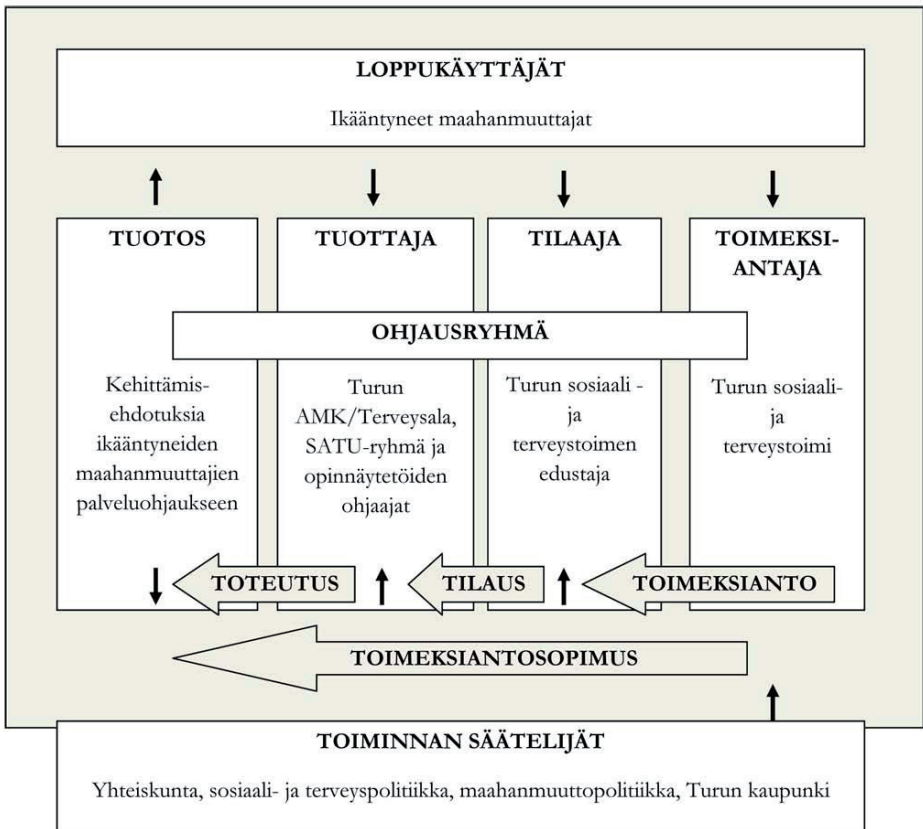 LOPPUKÄYTTÄJÄT
Ikääntyneet maahanmuuttajat
TUOTOS
TUOTTAJA
TILAAJA
TOIMEKSI-
ANTAJA
OHJAUSRYHMÄ
Kehittämis-
ehdotuksia
ikääntyneiden
maahanmuuttajien
palveluohjaukseen
Turun
AMK/Terveysala,
SATU-ryhmä ja
opinnäytetöiden
ohjaajat
Turun sosiaali -
ja
terveystoimen
edustaja
Turun sosiaali-
ja
terveystoimi
TOTEUTUS
TILAUS
TOIMEKSIANTO
TOIMEKSIANTOSOPIMUS
TOIMINNAN SÄÄTELIJÄT
Yhteiskunta, sosiaali- ja terveyspolitiikka, maahanmuuttopolitiikka, Turun kaupunki